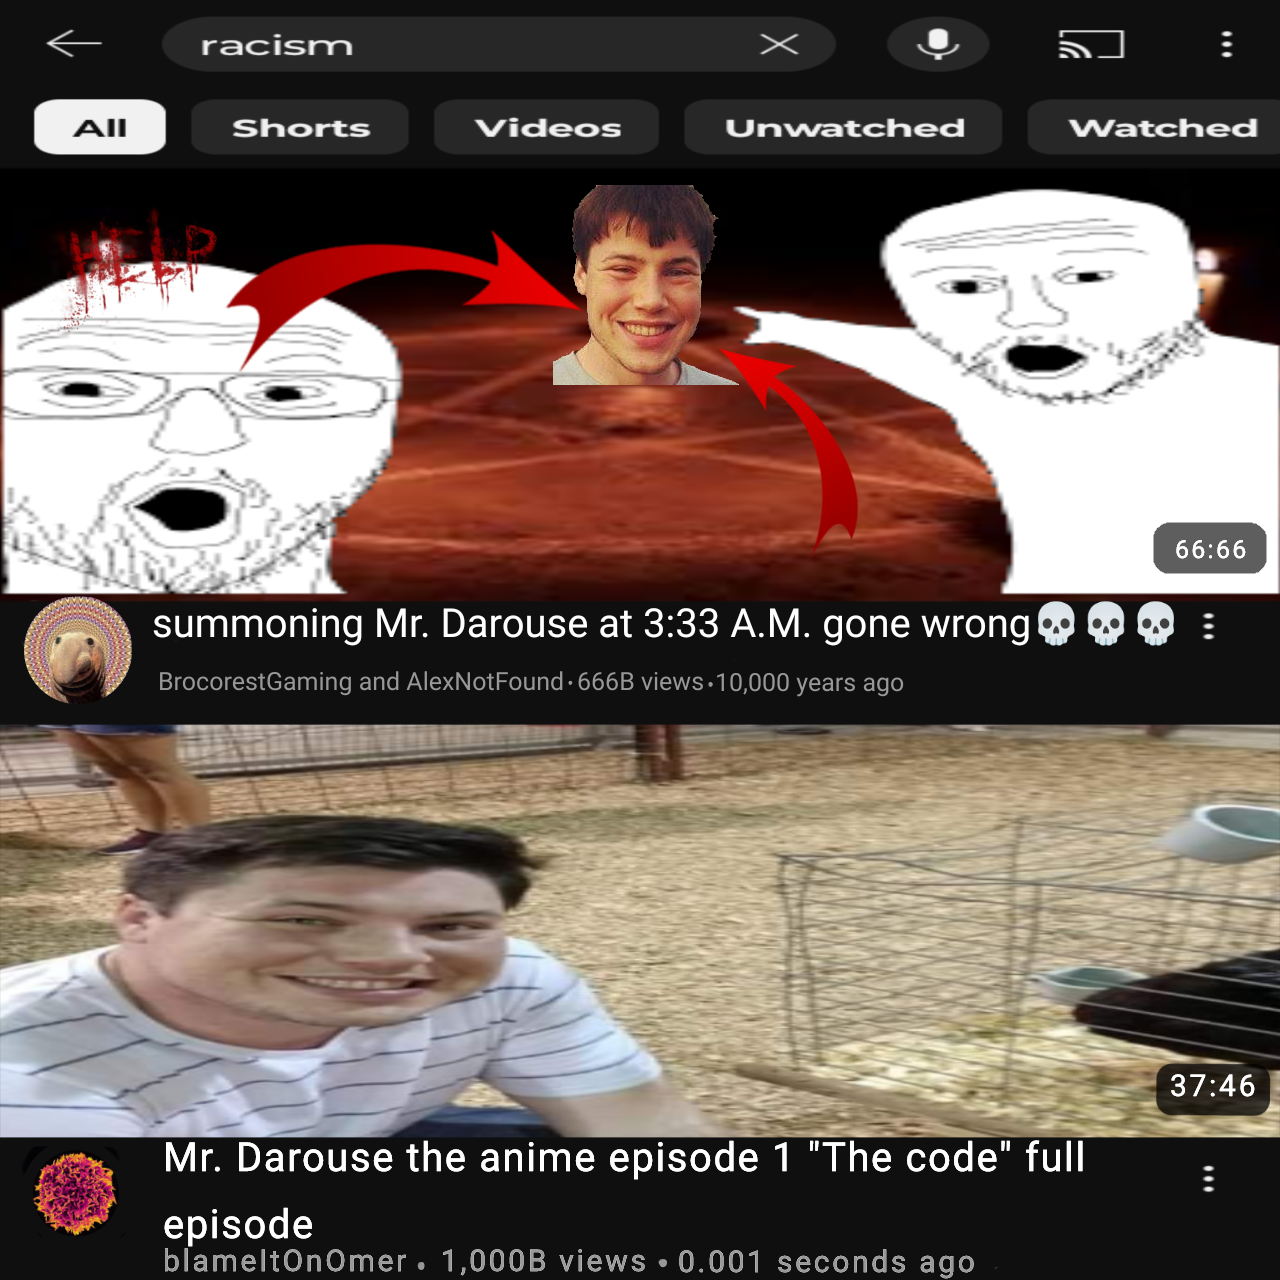 racism
All Shorts Videos Unwatched Watched
HELP
66:66
summoning Mr. Darouse at 3:33 A.M. gone wrong💀💀💀
BrocorestGaming and AlexNotFound·666B views·10,000 years ago
37:46
Mr. Darouse the anime episode 1 "The code" full
episode
blameItOnOmer • 1,000B views • 0.001 seconds ago